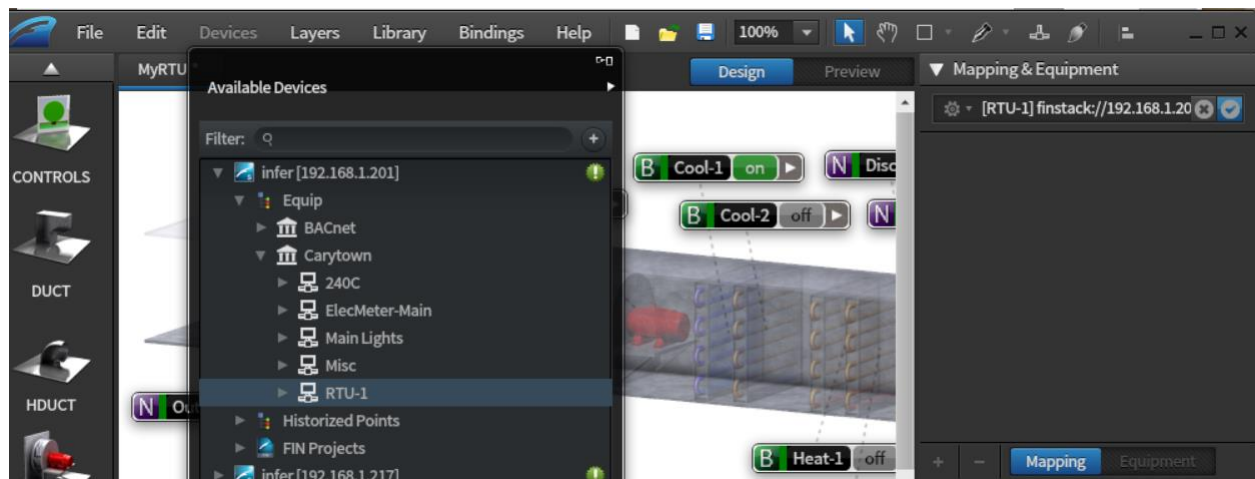 File Edit Devices Layers Library Bindings Help 100%
MyRTU
Design Preview
Mapping & Equipment
Available Devices
[RTU-1] finstack://192.168.1.20
Filter:
infer [192.168.1.201]
Equip
BACnet
Carytown
240C
ElecMeter-Main
Main Lights
Misc
RTU-1
Historized Points
FIN Projects
infer [192.168.1.217]
CONTROLS
DUCT
HDUCT
B Cool-1 on
N Disc
B Cool-2 off
N
N Ou
B Heat-1 off
Mapping Equipment